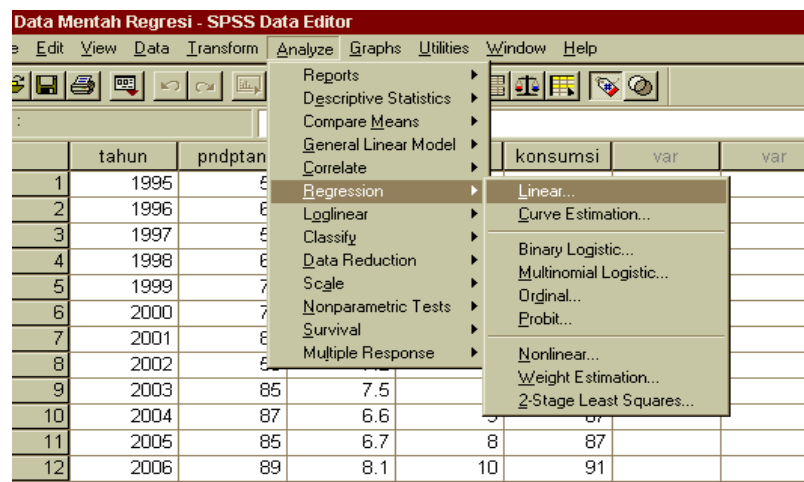 Data Mentah Regresi - SPSS Data Editor
Edit View Data Transform Analyze Graphs Utilities Window Help
:
tahun pndptan konsumsi var var
1 1995
2 1996
3 1997
4 1998
5 1999
6 2000
7 2001
8 2002
9 2003 85 7.5
10 2004 87 6.6 87
11 2005 85 6.7 8 87
12 2006 89 8.1 10 91
Reports
Descriptive Statistics
Compare Means
General Linear Model
Correlate
Regression
Loglinear
Classify
Data Reduction
Scale
Nonparametric Tests
Survival
Multiple Response
Linear...
Curve Estimation...
Binary Logistic...
Multinomial Logistic...
Ordinal...
Probit...
Nonlinear...
Weight Estimation...
2-Stage Least Squares...